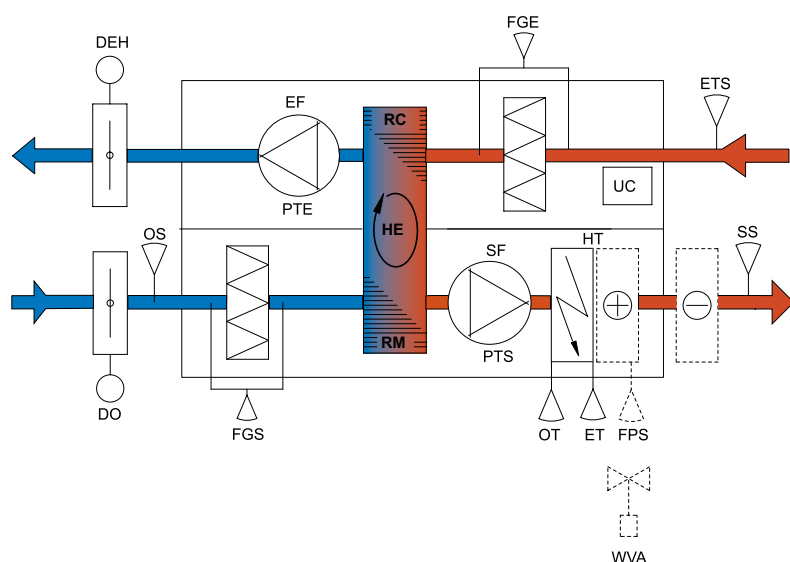 FGE
DEH
ETS
EF
RC
UC
PTE
OS
HE
SF
HT
SS
PTS
RM
DO
FGS
OT
ET
FPS
WVA